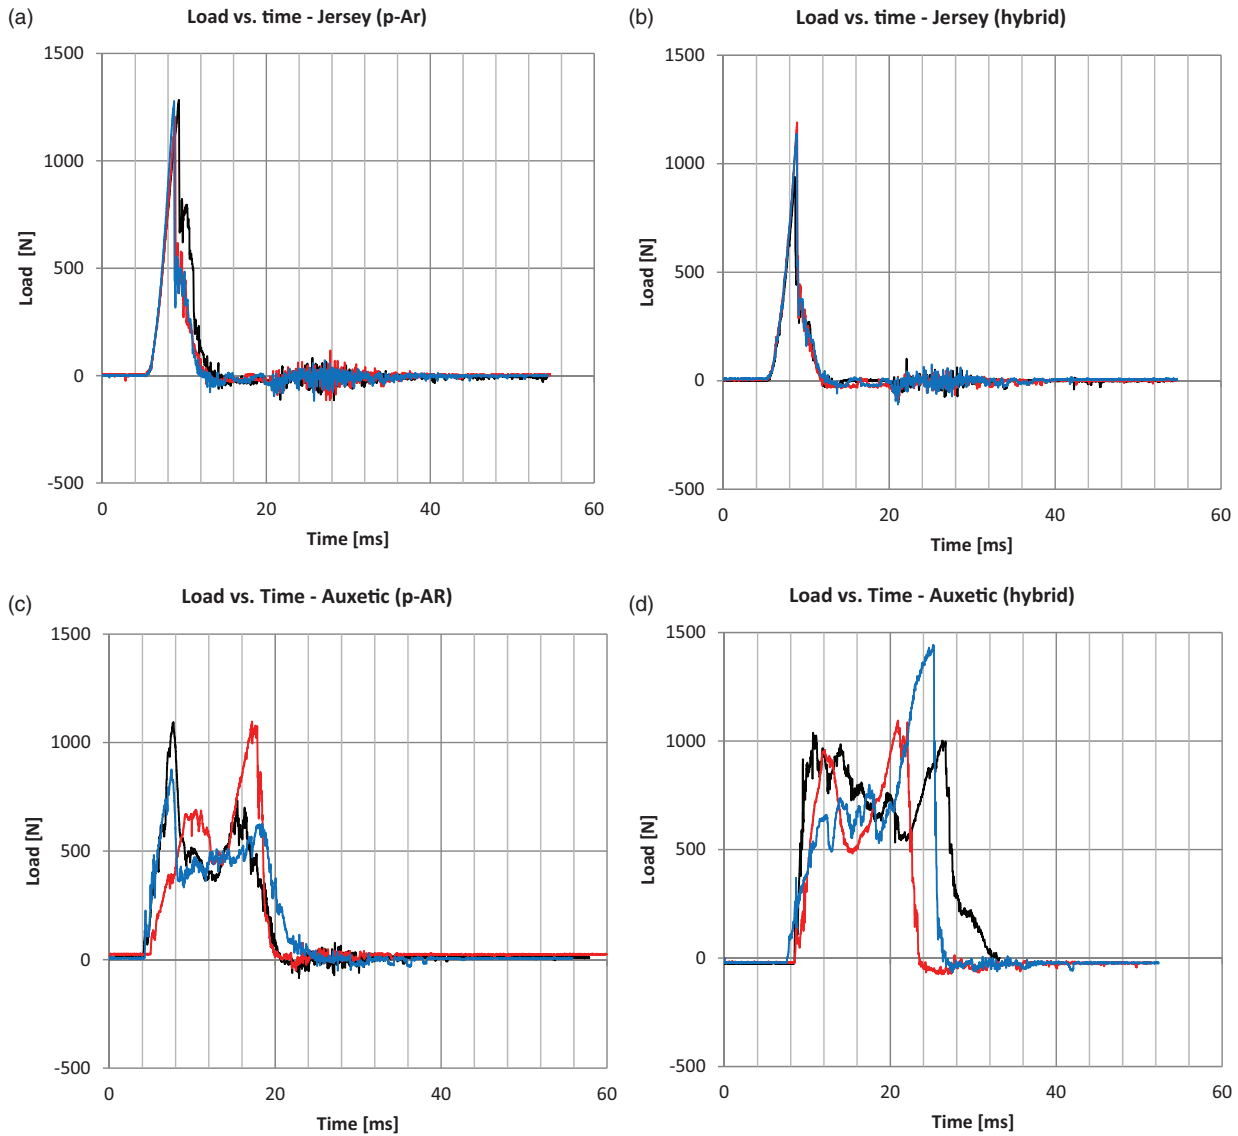 (a)
Load vs. time - Jersey (p-Ar)
1500
1000
500
0
-500
Load [N]
0 20 40 60
Time [ms]
(b)
Load vs. time - Jersey (hybrid)
1500
1000
500
0
-500
Load [N]
0 20 40 60
Time [ms]
(c)
Load vs. Time - Auxetic (p-AR)
1500
1000
500
0
-500
Load [N]
0 20 40 60
Time [ms]
(d)
Load vs. Time - Auxetic (hybrid)
1500
1000
500
0
-500
Load [N]
0 20 40 60
Time [ms]